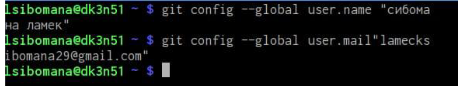 lsibomana@dk3n51 ~ $ git config --global user.name "сибома
на ламек"
lsibomana@dk3n51 ~ $ git config --global user.mail"lamecks
ibomana29@gmail.com"
lsibomana@dk3n51 ~ $